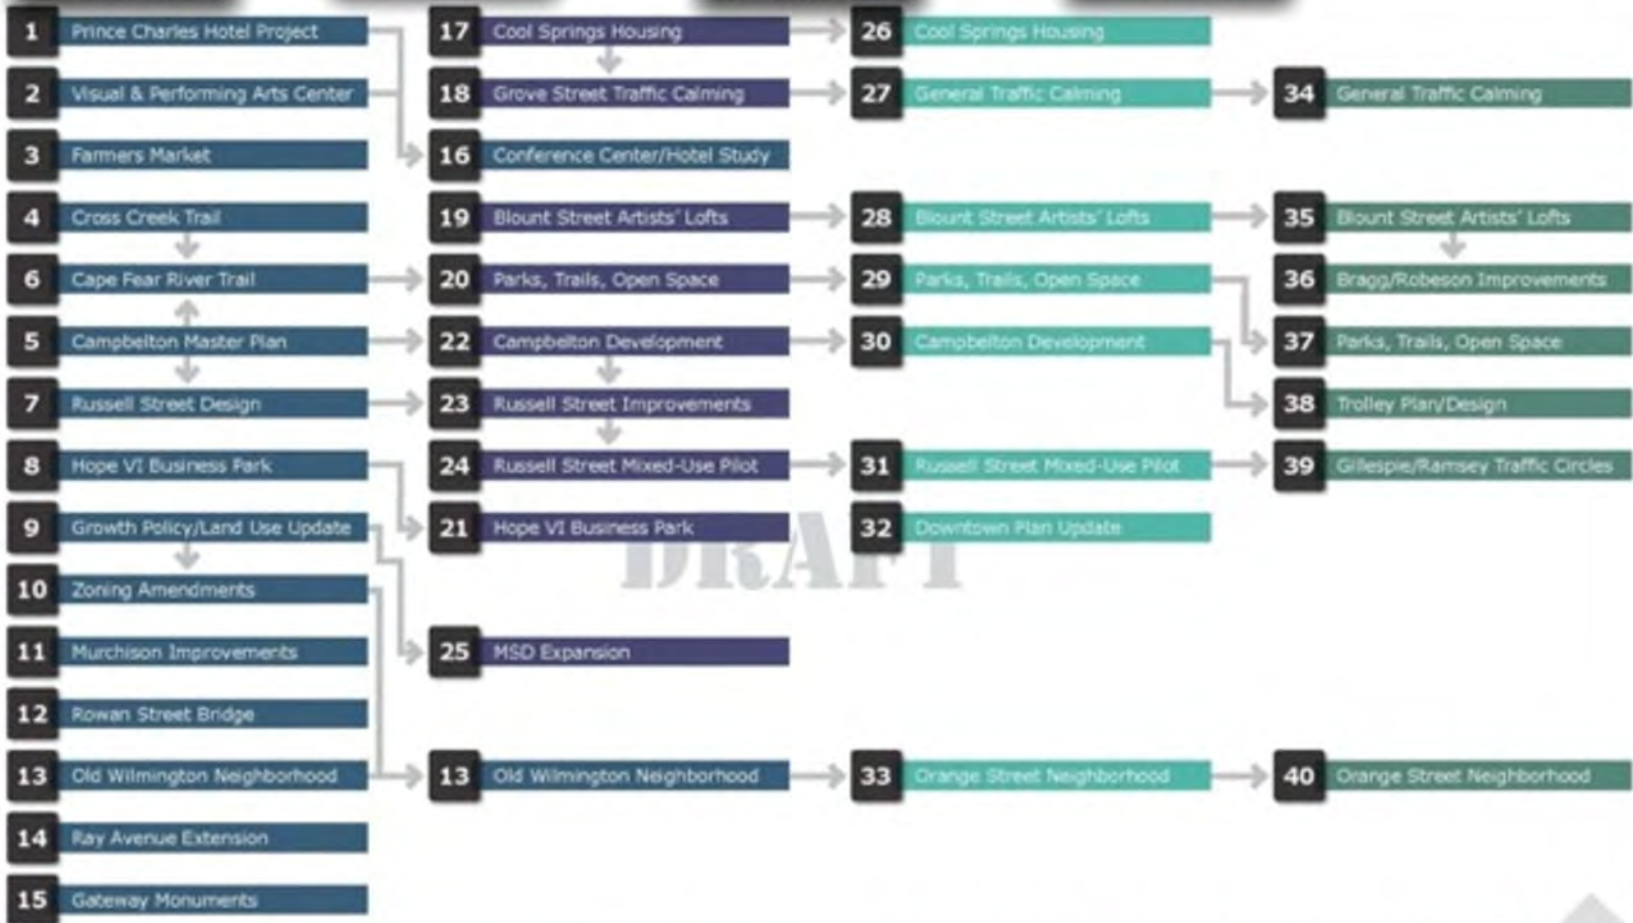 1 Prince Charles Hotel Project
2 Visual & Performing Arts Center
3 Farmers Market
4 Cross Creek Trail
6 Cape Fear River Trail
5 Campbelton Master Plan
7 Russell Street Design
8 Hope VI Business Park
9 Growth Policy/Land Use Update
10 Zoning Amendments
11 Murchison Improvements
12 Rowan Street Bridge
13 Old Wilmington Neighborhood
14 Ray Avenue Extension
15 Gateway Monuments
17 Cool Springs Housing
18 Grove Street Traffic Calming
16 Conference Center/Hotel Study
19 Blount Street Artists' Lofts
20 Parks, Trails, Open Space
22 Campbelton Development
23 Russell Street Improvements
24 Russell Street Mixed-Use Pilot
21 Hope VI Business Park
DRAFT
25 MSD Expansion
13 Old Wilmington Neighborhood
26 Cool Springs Housing
27 General Traffic Calming
28 Blount Street Artists' Lofts
29 Parks, Trails, Open Space
30 Campbelton Development
31 Russell Street Mixed-Use Pilot
32 Downtown Plan Update
33 Orange Street Neighborhood
34 General Traffic Calming
35 Blount Street Artists' Lofts
36 Bragg/Robeson Improvements
37 Parks, Trails, Open Space
38 Trolley Plan/Design
39 Gillespie/Ramsey Traffic Circles
40 Orange Street Neighborhood